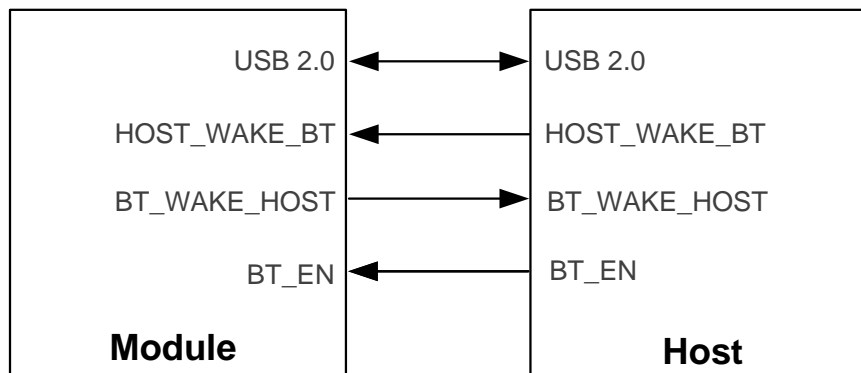 USB 2.0 USB 2.0
HOST_WAKE_BT HOST_WAKE_BT
BT_WAKE_HOST BT_WAKE_HOST
BT_EN BT_EN
Module Host